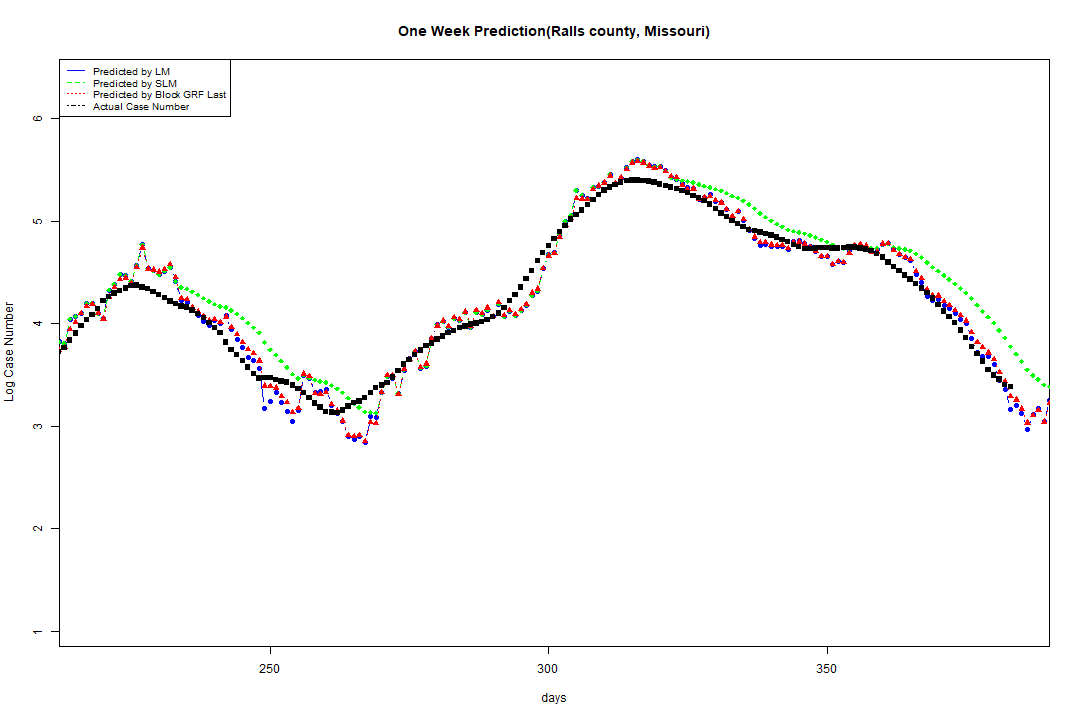 One Week Prediction(Ralls county, Missouri)
Predicted by LM
Predicted by SLM
Predicted by Block GRF Last
Actual Case Number
Log Case Number
6
5
4
3
2
1
250
300
350
days